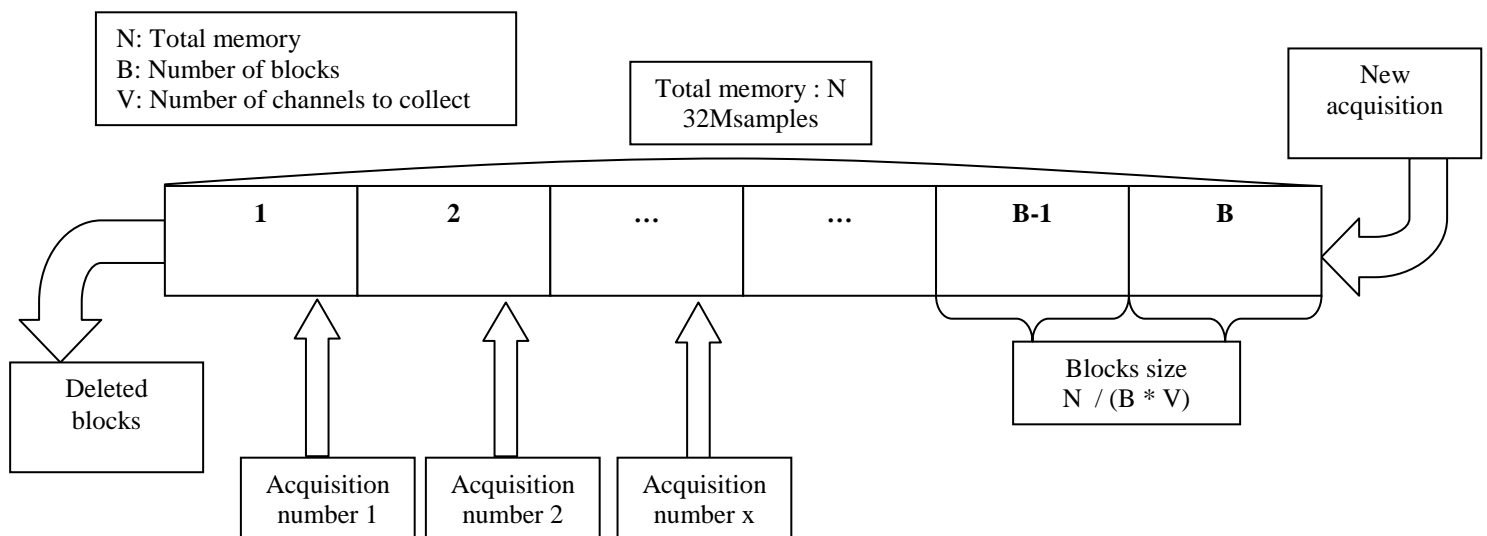 N: Total memory
B: Number of blocks
V: Number of channels to collect
Total memory : N
32Msamples
New
acquisition
1
2
…
…
B-1
B
Deleted
blocks
Blocks size
N / (B * V)
Acquisition
number 1
Acquisition
number 2
Acquisition
number x